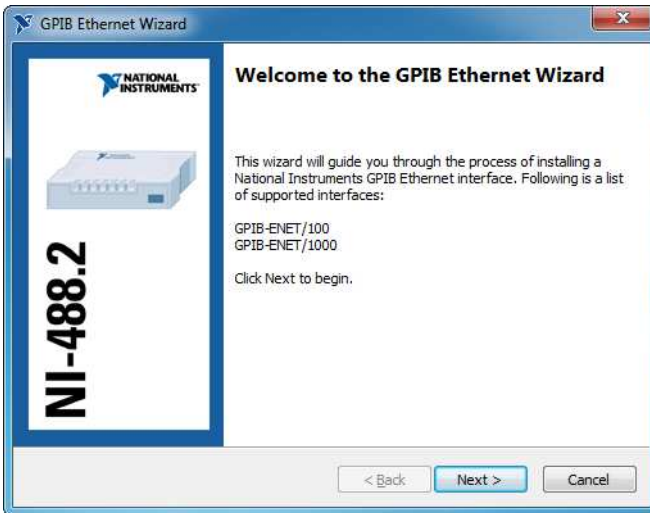 GPIB Ethernet Wizard
NATIONAL
INSTRUMENTS
NI-488.2
Welcome to the GPIB Ethernet Wizard
This wizard will guide you through the process of installing a
National Instruments GPIB Ethernet interface. Following is a list
of supported interfaces:
GPIB-ENET/100
GPIB-ENET/1000
Click Next to begin.
< Back
Next >
Cancel